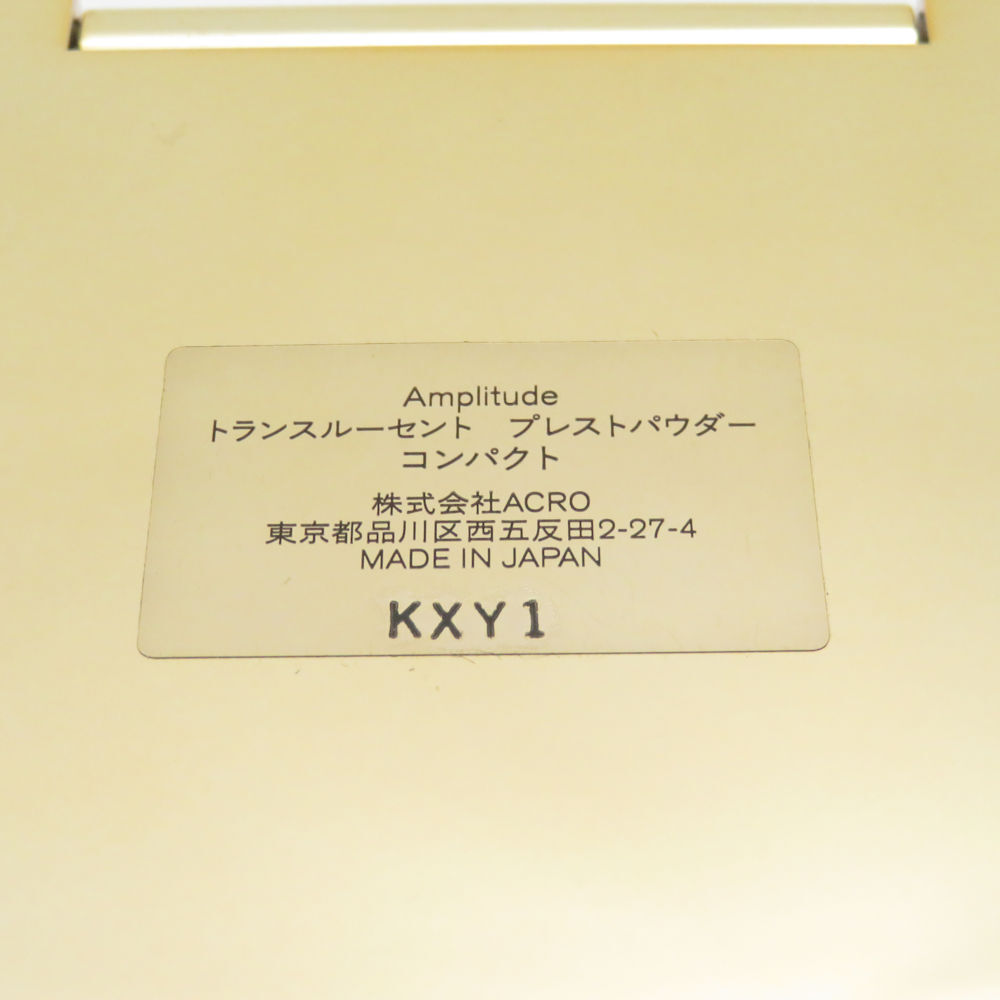 Amplitude
トランスルーセント　プレストパウダー
コンパクト
株式会社ACRO
東京都品川区西五反田2-27-4
MADE IN JAPAN
KXY1